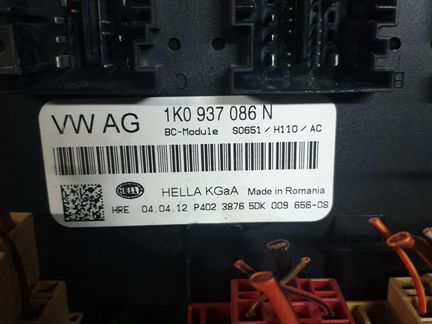 VW AG 1K0 937 086 N
BC-Module S0651 / H110 / AC
HELLA HELLA KGaA Made in Romania
HRE 04.04.12 P402 3876 5DK 009 656-08